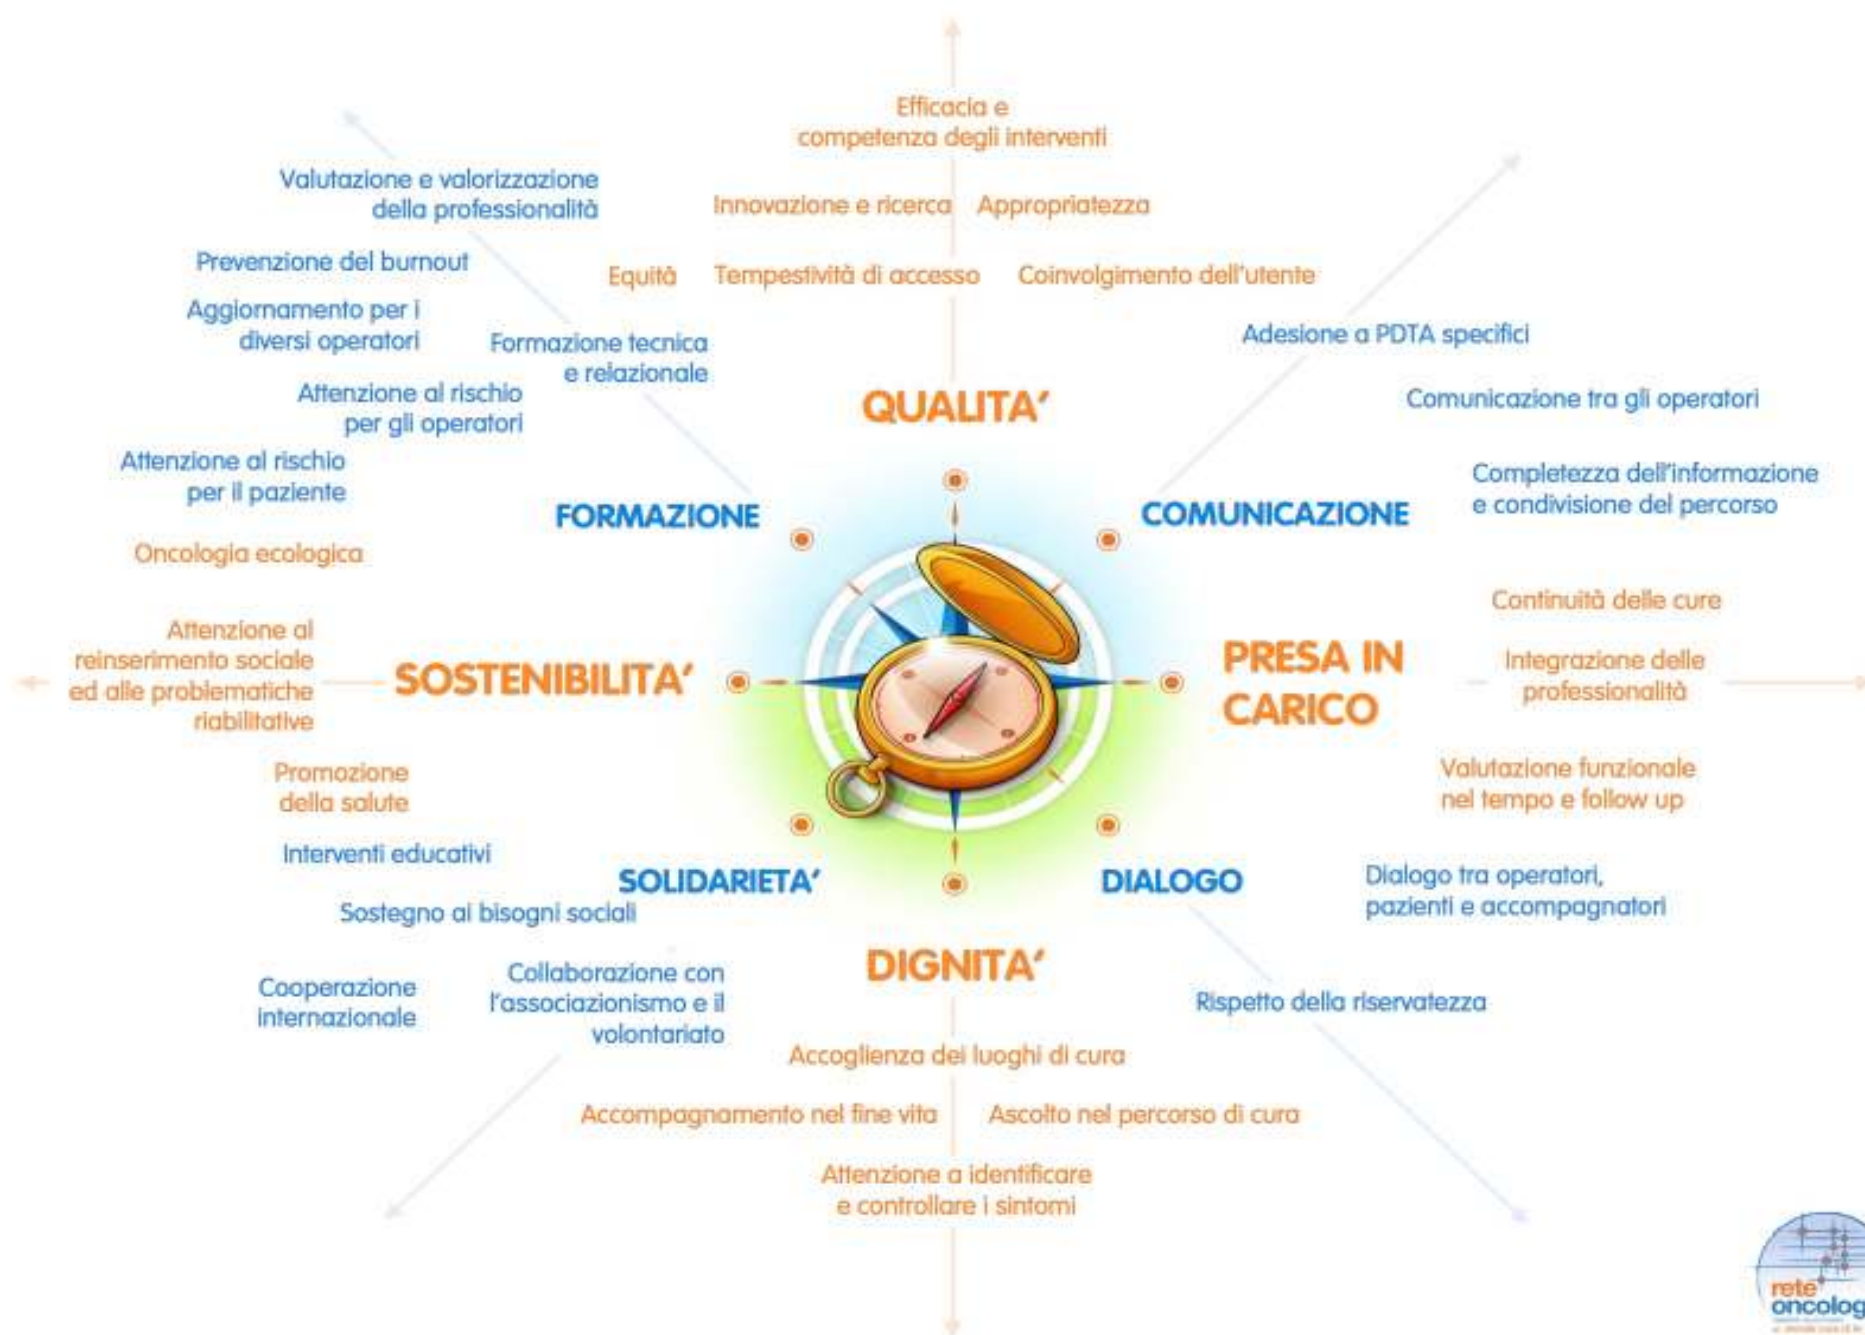 Efficacia e
competenza degli interventi
Innovazione e ricerca
Appropriatezza
Equità
Tempestività di accesso
Coinvolgimento dell'utente
QUALITA'
Valutazione e valorizzazione
della professionalità
Prevenzione del burnout
Aggiornamento per i
diversi operatori
Formazione tecnica
e relazionale
Attenzione al rischio
per gli operatori
Attenzione al rischio
per il paziente
FORMAZIONE
Adesione a PDTA specifici
Comunicazione tra gli operatori
Completezza dell'informazione
e condivisione del percorso
COMUNICAZIONE
Oncologia ecologica
Attenzione al
reinserimento sociale
ed alle problematiche
riabilitative
SOSTENIBILITA'
Promozione
della salute
Continuità delle cure
PRESA IN
CARICO
Integrazione delle
professionalità
Valutazione funzionale
nel tempo e follow up
Interventi educativi
SOLIDARIETA'
Sostegno ai bisogni sociali
Cooperazione
internazionale
Collaborazione con
l'associazionismo e il
volontariato
DIALOGO
Dialogo tra operatori,
pazienti e accompagnatori
Rispetto della riservatezza
DIGNITA'
Accoglienza dei luoghi di cura
Accompagnamento nel fine vita
Ascolto nel percorso di cura
Attenzione a identificare
e controllare i sintomi
rete
oncolog